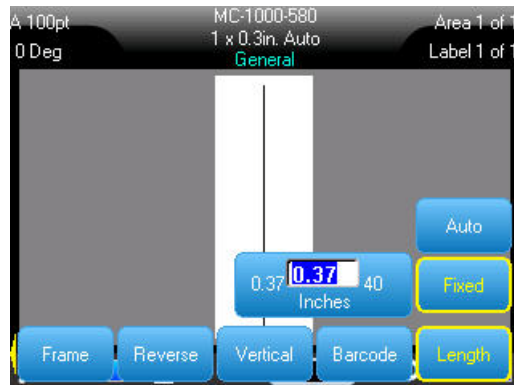 A 100pt
MC-1000-580
Area 1 of 1
0 Deg
1 x 0.3in. Auto
Label 1 of 1
General
Auto
0.37 0.37 40
Inches
Fixed
Frame
Reverse
Vertical
Barcode
Length